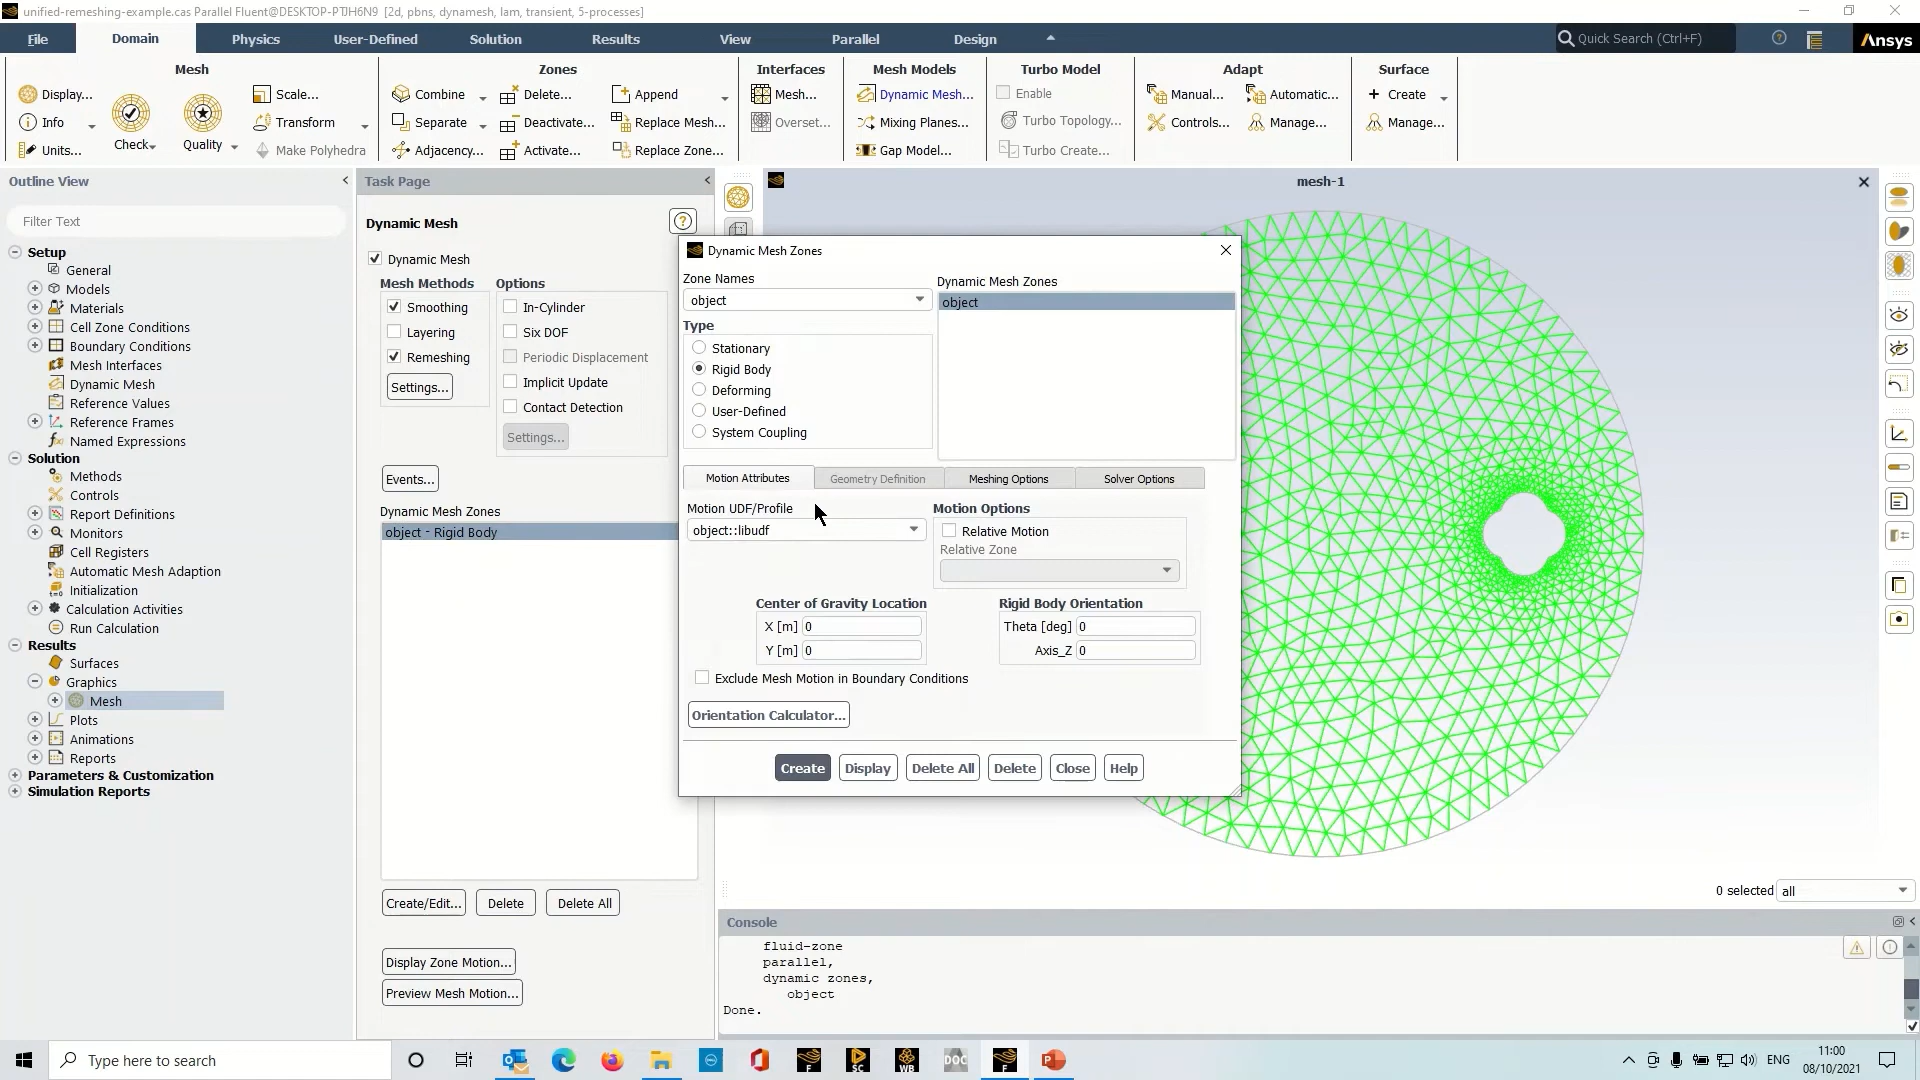 unified-remeshing-example.cas Parallel Fluent@DESKTOP-PTJH6N9 [2d, pbns, dynamesh, lam, transient, 5-processes]
File Domain Physics User-Defined Solution Results View Parallel Design Quick Search (Ctrl+F) Ansys
Mesh Zones Interfaces Mesh Models Turbo Model Adapt Surface
Display... Scale... Combine Delete... Append Mesh... Dynamic Mesh... Enable Manual... Automatic... Create
Info Transform Separate Deactivate... Replace Mesh... Overset... Mixing Planes... Turbo Topology... Controls... Manage... Manage...
Check Quality
Units... Make Polyhedra Adjacency... Activate... Replace Zone... Gap Model... Turbo Create...
Outline View
Filter Text
Setup
General
Models
Materials
Cell Zone Conditions
Boundary Conditions
Mesh Interfaces
Dynamic Mesh
Reference Values
Reference Frames
Named Expressions
Solution
Methods
Controls
Report Definitions
Monitors
Cell Registers
Automatic Mesh Adaption
Initialization
Calculation Activities
Run Calculation
Results
Surfaces
Graphics
Mesh
Plots
Animations
Reports
Parameters & Customization
Simulation Reports
Task Page
Dynamic Mesh ?
Dynamic Mesh
Mesh Methods Options
Smoothing In-Cylinder
Layering Six DOF
Remeshing Periodic Displacement
Settings... Implicit Update
Contact Detection
Settings...
Events...
Dynamic Mesh Zones
object - Rigid Body
Create/Edit... Delete Delete All
Display Zone Motion...
Preview Mesh Motion...
mesh-1
Dynamic Mesh Zones
Zone Names Dynamic Mesh Zones
object object
Type
Stationary
Rigid Body
Deforming
User-Defined
System Coupling
Motion Attributes Geometry Definition Meshing Options Solver Options
Motion UDF/Profile Motion Options
object::libudf Relative Motion
Relative Zone
Center of Gravity Location Rigid Body Orientation
X [m] 0 Theta [deg] 0
Y [m] 0 Axis_Z 0
Exclude Mesh Motion in Boundary Conditions
Orientation Calculator...
Create Display Delete All Delete Close Help
0 selected all
Console
fluid-zone
parallel,
dynamic zones,
object
Done.
Type here to search
F SC WB DOC F P
ENG
11:00
08/10/2021